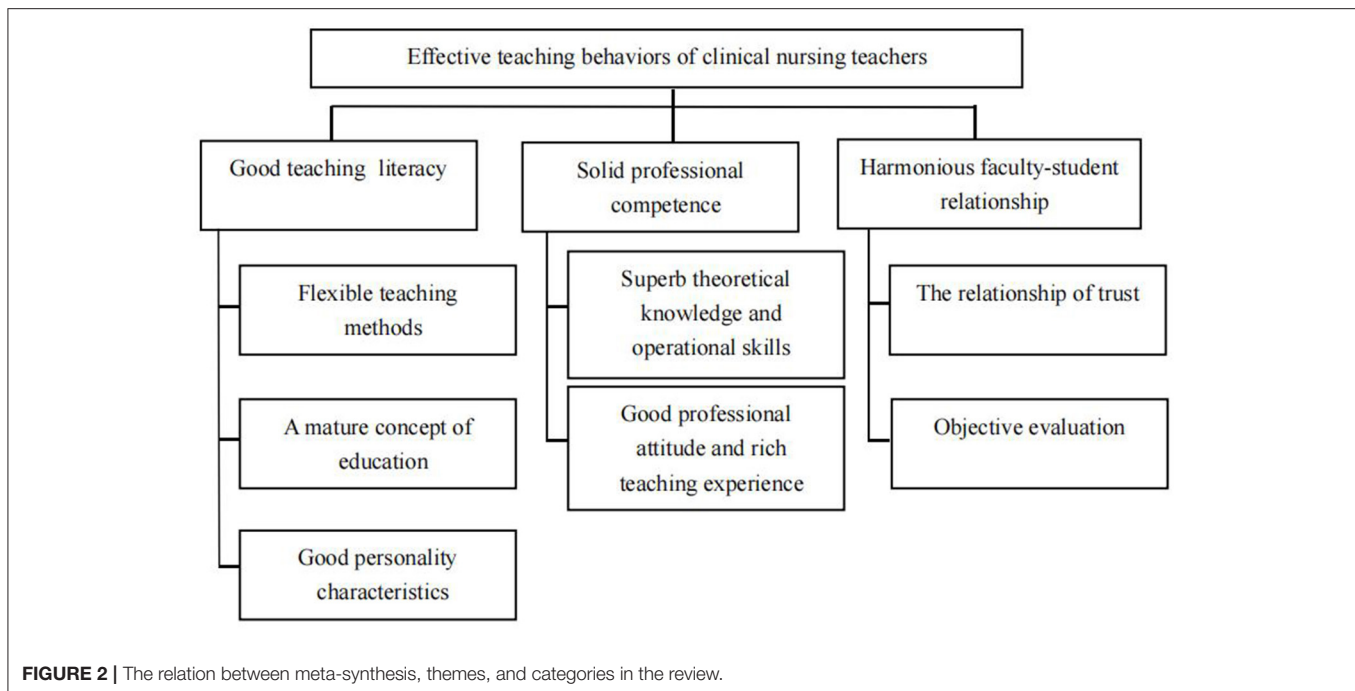 Effective teaching behaviors of clinical nursing teachers
Good teaching literacy
Solid professional
competence
Harmonious faculty-student
relationship
Flexible teaching
methods
A mature concept of
education
Good personality
characteristics
Superb theoretical
knowledge and
operational skills
Good professional
attitude and rich
teaching experience
The relationship of trust
Objective evaluation
FIGURE 2 | The relation between meta-synthesis, themes, and categories in the review.